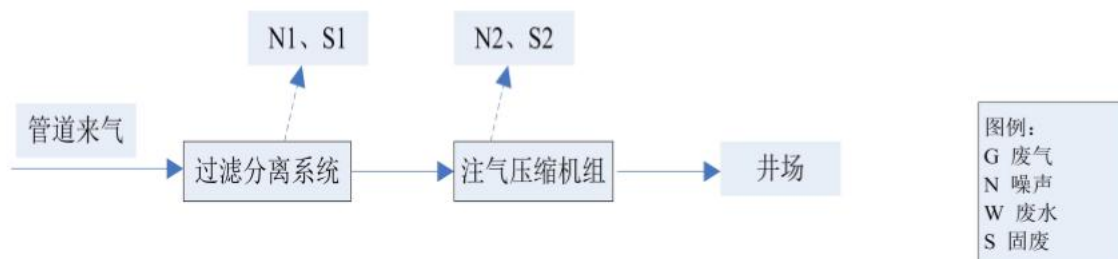 N1、S1
N2、S2
管道来气
过滤分离系统
注气压缩机组
井场
图例：
G 废气
N 噪声
W 废水
S 固废